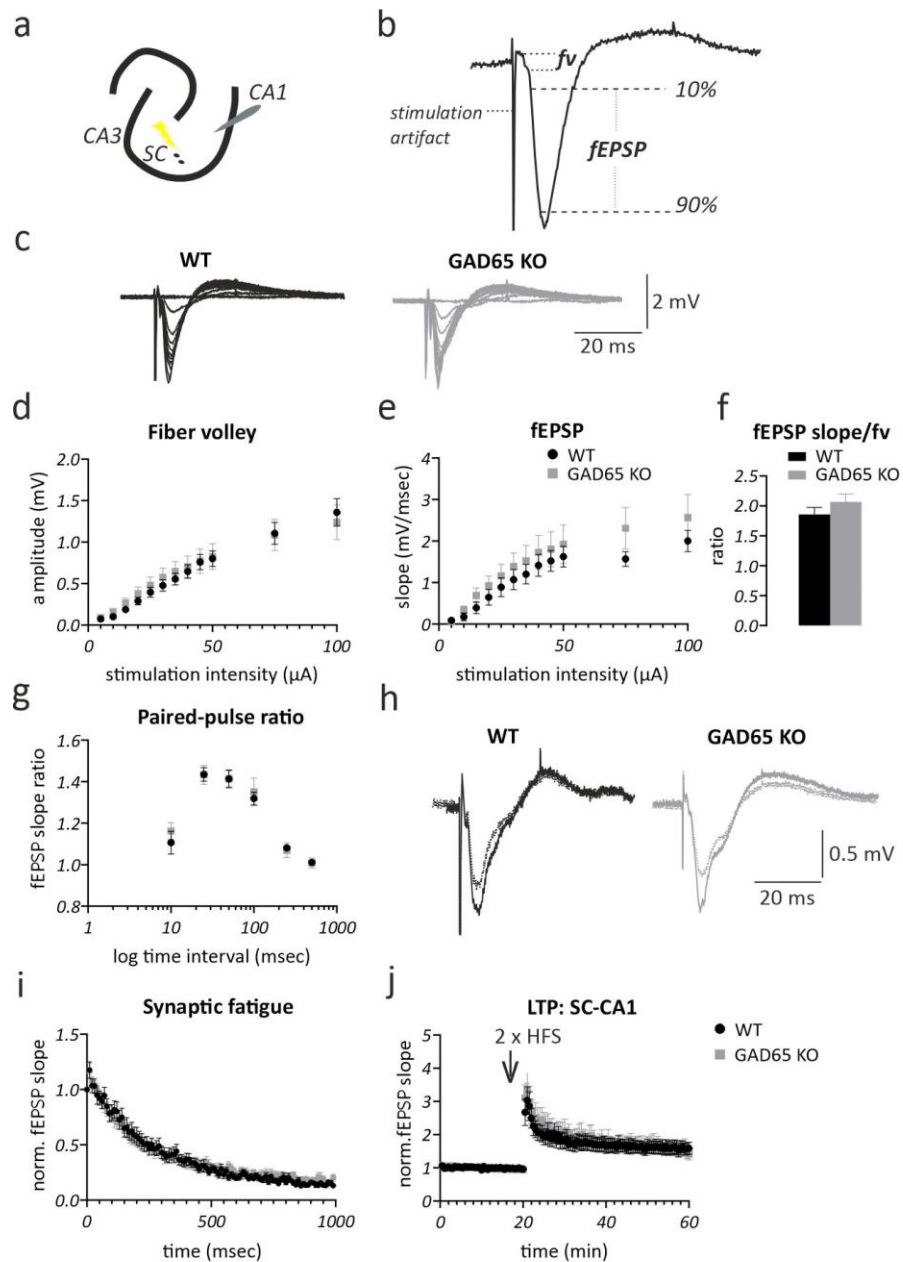 a
CA1
CA3
SC
b
fv
10%
stimulation
artifact
fEPSP
90%
c
WT
GAD65 KO
2 mV
20 ms
d
Fiber volley
2.0
1.5
1.0
0.5
0.0
amplitude (mV)
0
50
100
stimulation intensity (µA)
e
fEPSP
WT
GAD65 KO
4
3
2
1
0
slope (mV/msec)
0
50
100
stimulation intensity (µA)
f
fEPSP slope/fv
WT
GAD65 KO
2.0
1.5
1.0
0.5
0.0
ratio
g
Paired-pulse ratio
1.6
1.4
1.2
1.0
0.8
fEPSP slope ratio
1
10
100
1000
log time interval (msec)
h
WT
GAD65 KO
0.5 mV
20 ms
i
Synaptic fatigue
1.5
1.0
0.5
0.0
norm. fEPSP slope
0
500
1000
time (msec)
j
LTP: SC-CA1
2 x HFS
WT
GAD65 KO
5
4
3
2
1
0
norm.fEPSP slope
0
20
40
60
time (min)